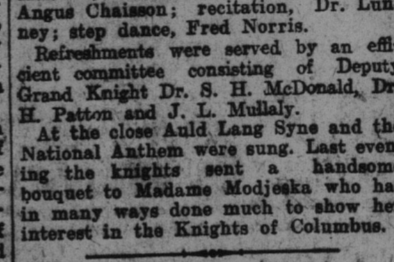 Angus Chaisson; recitation, Dr. Lun-
ney; step dance, Fred Norris.
Refreshments were served by an effi-
cient committee consisting of Deputy
Grand Knight Dr. S. H. McDonald, Dr.
H. Patton and J. L. Mullaly.
At the close Auld Lang Syne and the
National Anthem were sung. Last even-
ing the knights sent a handsome
bouquet to Madame Modjeska who has
in many ways done much to show her
interest in the Knights of Columbus.